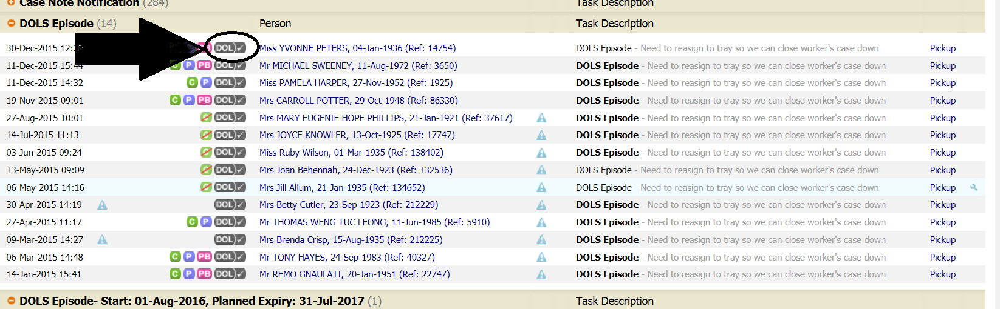 Case Note Notification (284) Task Description
DOLS Episode (14) Person Task Description
30-Dec-2015 DOL Miss YVONNE PETERS, 04-Jan-1936 (Ref: 14754) DOLS Episode - Need to reasign to tray so we can close worker's case down Pickup
11-Dec-2015 15:44 C P PB DOL Mr MICHAEL SWEENEY, 11-Aug-1972 (Ref: 3650) DOLS Episode - Need to reasign to tray so we can close worker's case down Pickup
11-Dec-2015 14:32 C P DOL Miss PAMELA HARPER, 27-Nov-1952 (Ref: 1925) DOLS Episode - Need to reasign to tray so we can close worker's case down Pickup
19-Nov-2015 09:01 C P PB DOL Mrs CARROLL POTTER, 29-Oct-1948 (Ref: 86330) DOLS Episode - Need to reasign to tray so we can close worker's case down Pickup
27-Aug-2015 10:01 C DOL Mrs MARY EUGENIE HOPE PHILLIPS, 21-Jan-1921 (Ref: 37617) DOLS Episode - Need to reasign to tray so we can close worker's case down Pickup
14-Jul-2015 11:13 C DOL Mrs JOYCE KNOWLER, 13-Oct-1925 (Ref: 17747) DOLS Episode - Need to reasign to tray so we can close worker's case down Pickup
03-Jun-2015 09:24 C DOL Miss Ruby Wilson, 01-Mar-1935 (Ref: 138402) DOLS Episode - Need to reasign to tray so we can close worker's case down Pickup
13-May-2015 09:09 C DOL Mrs Joan Behennah, 24-Dec-1923 (Ref: 132536) DOLS Episode - Need to reasign to tray so we can close worker's case down Pickup
06-May-2015 14:16 C DOL Mrs Jill Allum, 21-Jan-1935 (Ref: 134652) DOLS Episode - Need to reasign to tray so we can close worker's case down Pickup
30-Apr-2015 14:19 DOL Mrs Betty Cutler, 23-Sep-1923 (Ref: 212229) DOLS Episode - Need to reasign to tray so we can close worker's case down Pickup
27-Apr-2015 11:17 C P DOL Mr THOMAS WENG TUC LEONG, 11-Jun-1985 (Ref: 5910) DOLS Episode - Need to reasign to tray so we can close worker's case down Pickup
09-Mar-2015 14:27 DOL Mrs Brenda Crisp, 15-Aug-1935 (Ref: 212225) DOLS Episode - Need to reasign to tray so we can close worker's case down Pickup
06-Mar-2015 14:48 C P PB DOL Mr TONY HAYES, 24-Sep-1983 (Ref: 40327) DOLS Episode - Need to reasign to tray so we can close worker's case down Pickup
14-Jan-2015 15:41 C P PB DOL Mr REMO GNAULATI, 20-Jan-1951 (Ref: 22747) DOLS Episode - Need to reasign to tray so we can close worker's case down Pickup
DOLS Episode- Start: 01-Aug-2016, Planned Expiry: 31-Jul-2017 (1) Task Description